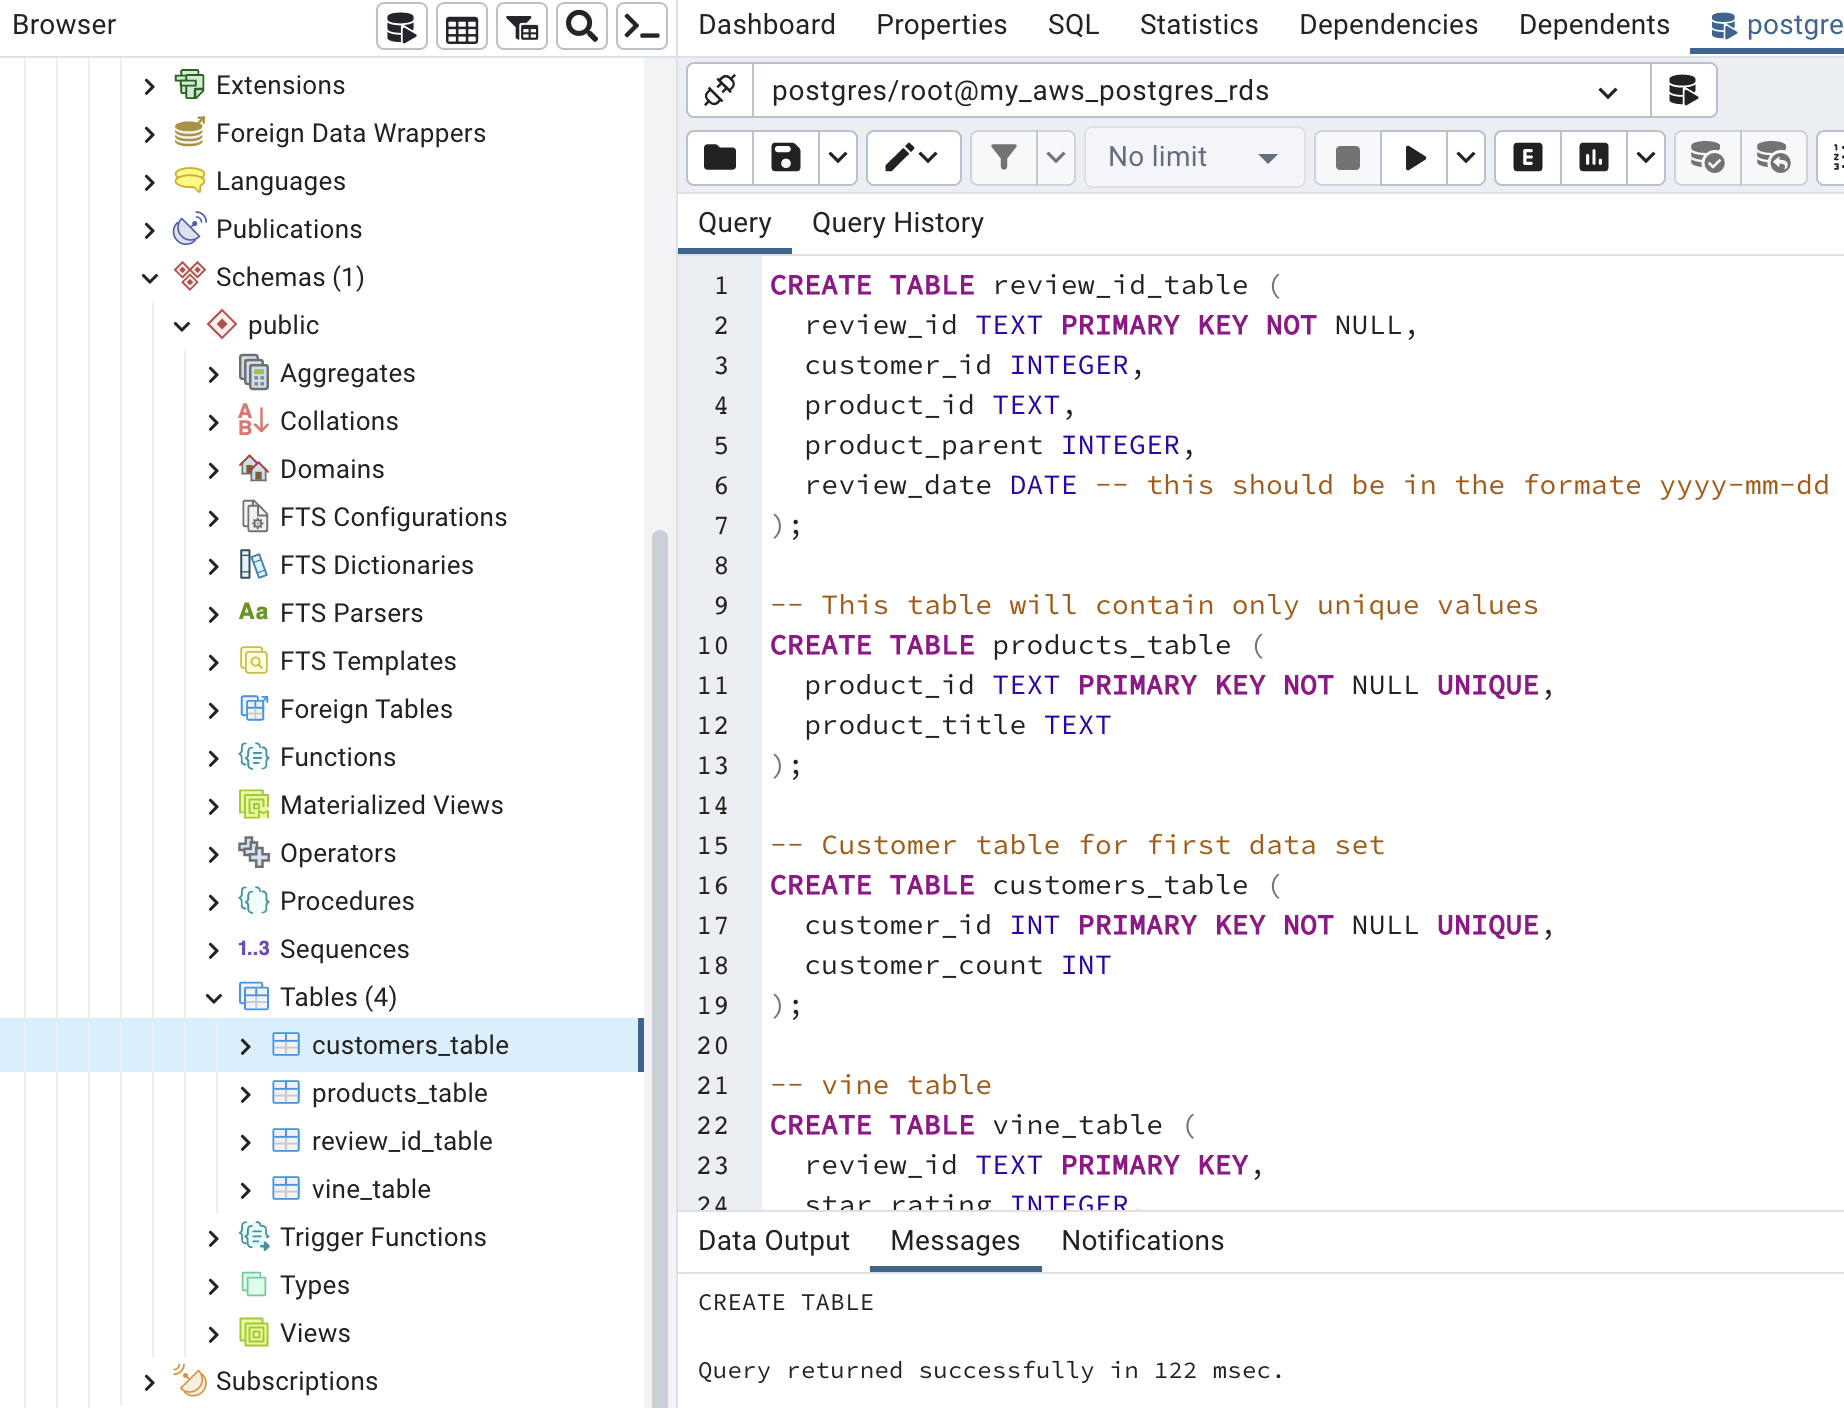 Browser
Extensions
Foreign Data Wrappers
Languages
Publications
Schemas (1)
public
Aggregates
Collations
Domains
FTS Configurations
FTS Dictionaries
Aa FTS Parsers
FTS Templates
Foreign Tables
Functions
Materialized Views
Operators
Procedures
1..3 Sequences
Tables (4)
customers_table
products_table
review_id_table
vine_table
Trigger Functions
Types
Views
Subscriptions
Dashboard Properties SQL Statistics Dependencies Dependents postgre
postgres/root@my_aws_postgres_rds
No limit E
Query Query History
1 CREATE TABLE review_id_table (
2 review_id TEXT PRIMARY KEY NOT NULL,
3 customer_id INTEGER,
4 product_id TEXT,
5 product_parent INTEGER,
6 review_date DATE -- this should be in the formate yyyy-mm-dd
7 );
8
9 -- This table will contain only unique values
10 CREATE TABLE products_table (
11 product_id TEXT PRIMARY KEY NOT NULL UNIQUE,
12 product_title TEXT
13 );
14
15 -- Customer table for first data set
16 CREATE TABLE customers_table (
17 customer_id INT PRIMARY KEY NOT NULL UNIQUE,
18 customer_count INT
19 );
20
21 -- vine table
22 CREATE TABLE vine_table (
23 review_id TEXT PRIMARY KEY,
24 star_rating INTEGER,
Data Output Messages Notifications
CREATE TABLE
Query returned successfully in 122 msec.